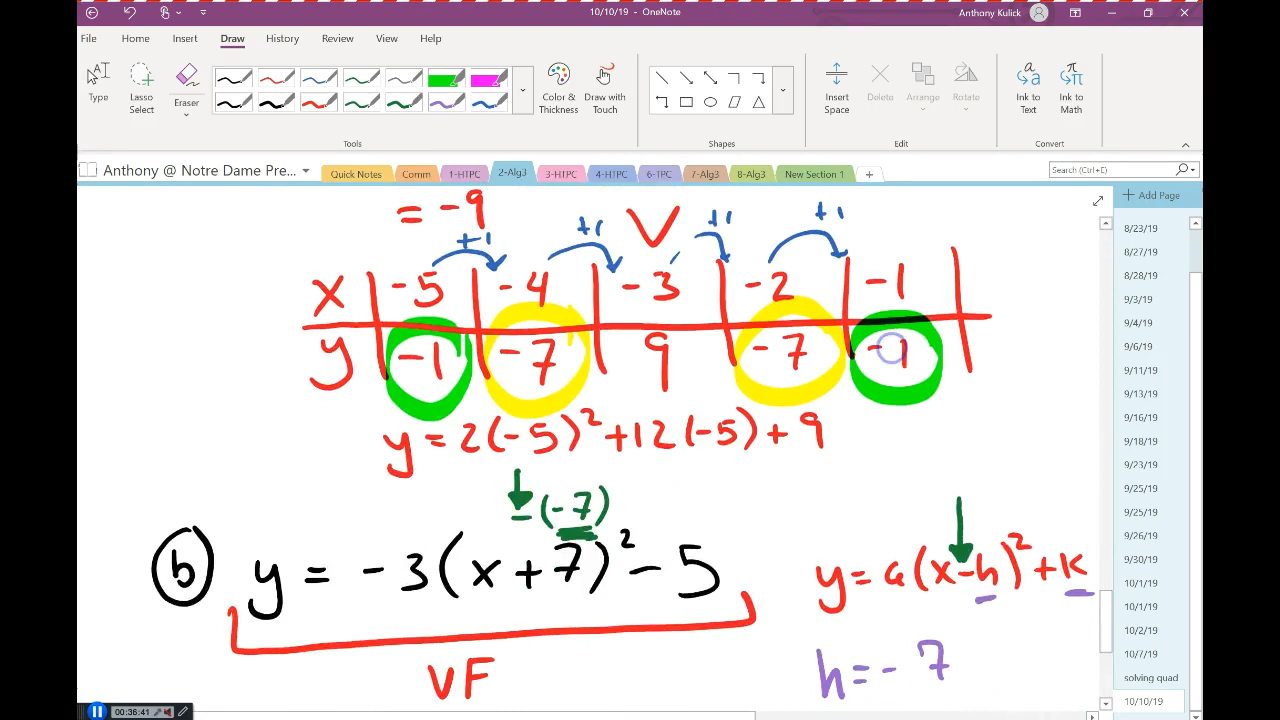 10/10/19 - OneNote
Anthony Kulick
File Home Insert Draw History Review View Help
Type
Lasso Select
Eraser
Color & Thickness
Draw with Touch
Insert Space
Delete
Arrange
Rotate
Ink to Text
Ink to Math
Tools Shapes Edit Convert
Anthony @ Notre Dame Pre...
Quick Notes Comm 1-HTPC 2-Alg3 3-HTPC 4-HTPC 6-TPC 7-Alg3 8-Alg3 New Section 1 +
Search (Ctrl+E)
Add Page
8/23/19
8/27/19
8/28/19
9/3/19
9/4/19
9/6/19
9/11/19
9/13/19
9/16/19
9/18/19
9/23/19
9/25/19
9/25/19
9/26/19
9/30/19
10/1/19
10/1/19
10/2/19
10/7/19
solving quad
10/10/19
= -9
V
+1 +1 +1 +1
x -5 -4 -3 -2 -1
y -1 -7 9 -7 -1
y = 2(-5)² + 12(-5) + 9
-(-7)
b y = -3(x+7)² - 5
y = a(x-h)² + k
VF
h = -7
00:36:41